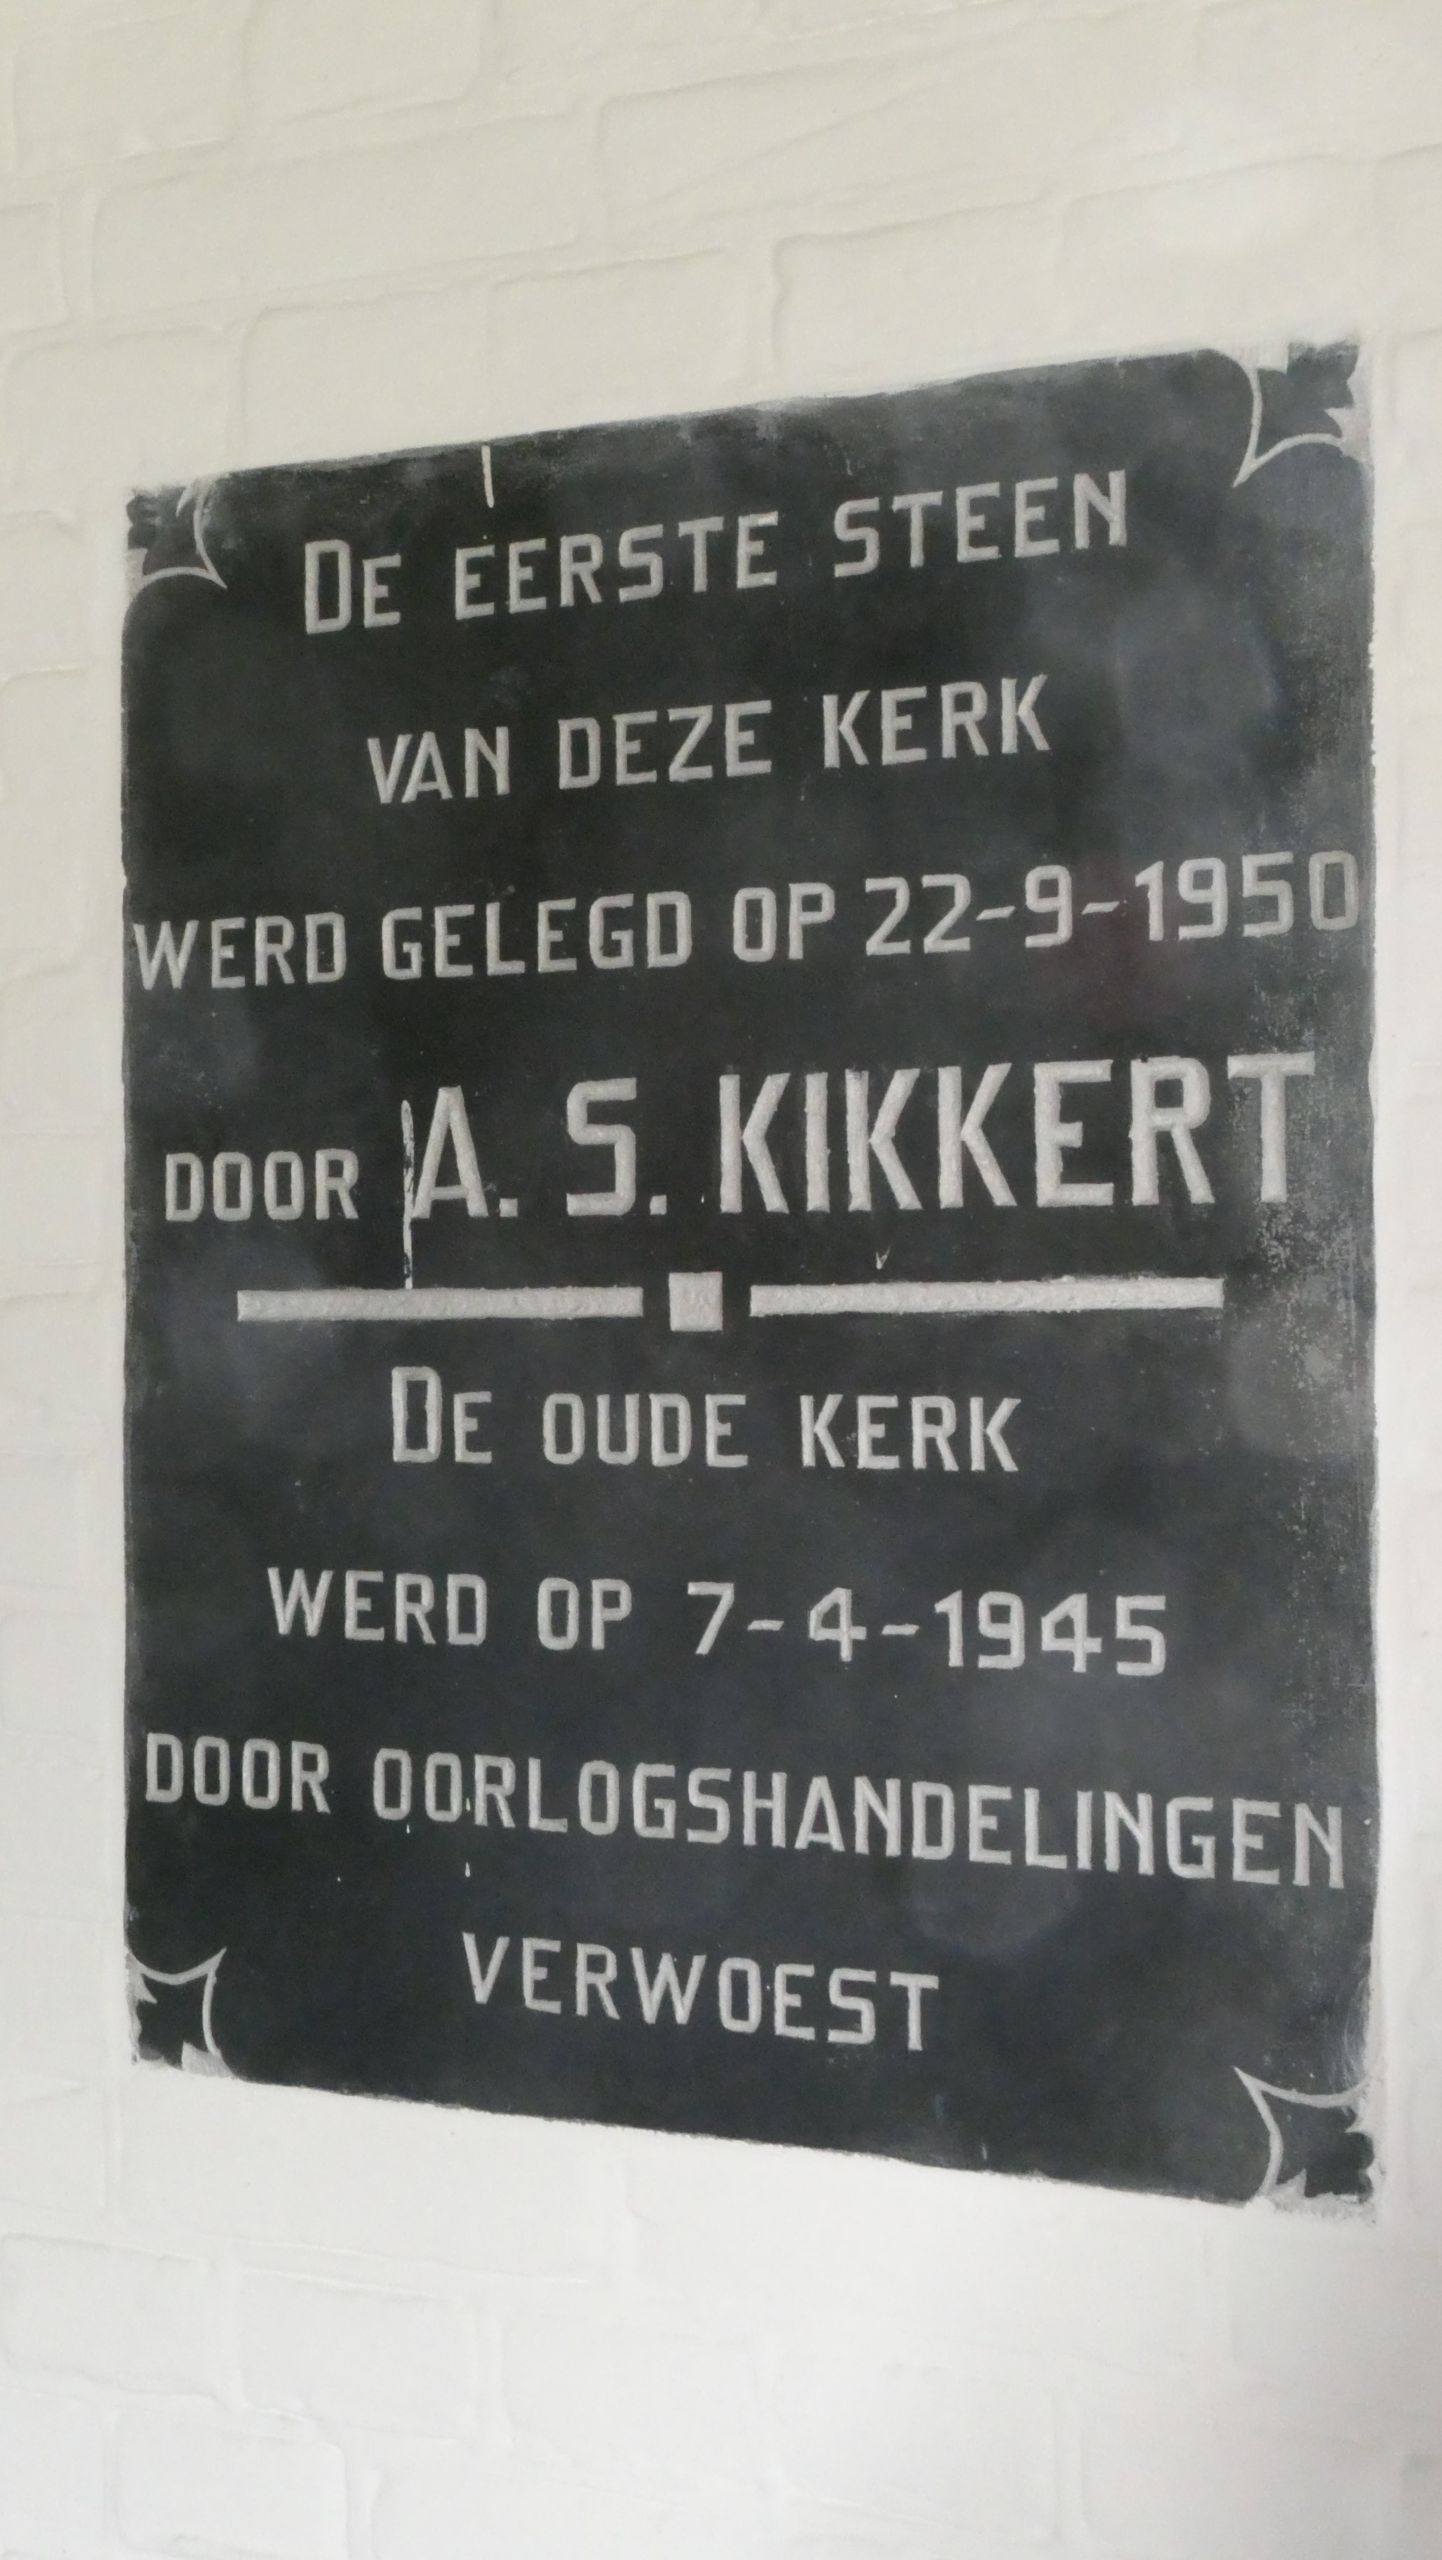 DE EERSTE STEEN
VAN DEZE KERK
WERD GELEGD OP 22-9-1950
DOOR A. S. KIKKERT
DE OUDE KERK
WERD OP 7-4-1945
DOOR OORLOGSHANDELINGEN
VERWOEST